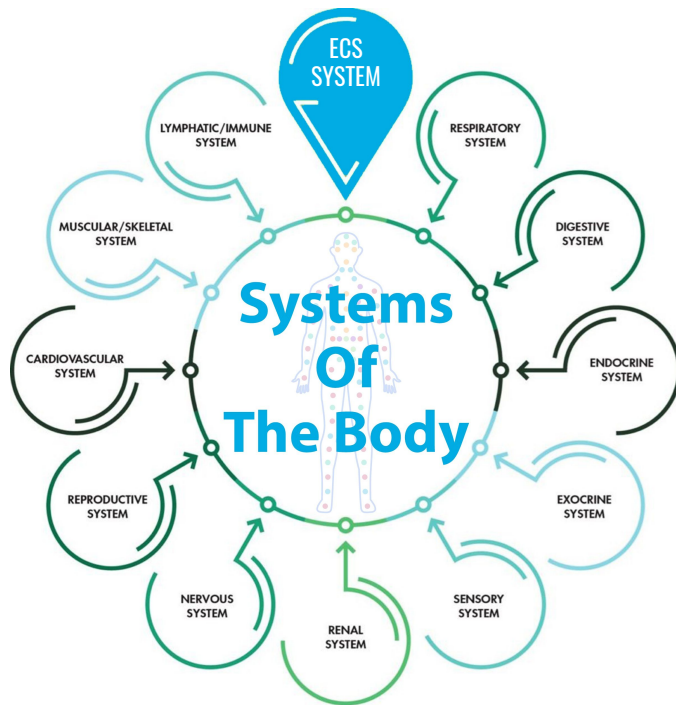 ECS
SYSTEM
RESPIRATORY
SYSTEM
DIGESTIVE
SYSTEM
ENDOCRINE
SYSTEM
EXOCRINE
SYSTEM
SENSORY
SYSTEM
RENAL
SYSTEM
NERVOUS
SYSTEM
REPRODUCTIVE
SYSTEM
CARDIOVASCULAR
SYSTEM
MUSCULAR/SKELETAL
SYSTEM
LYMPHATIC/IMMUNE
SYSTEM
Systems
Of
The Body